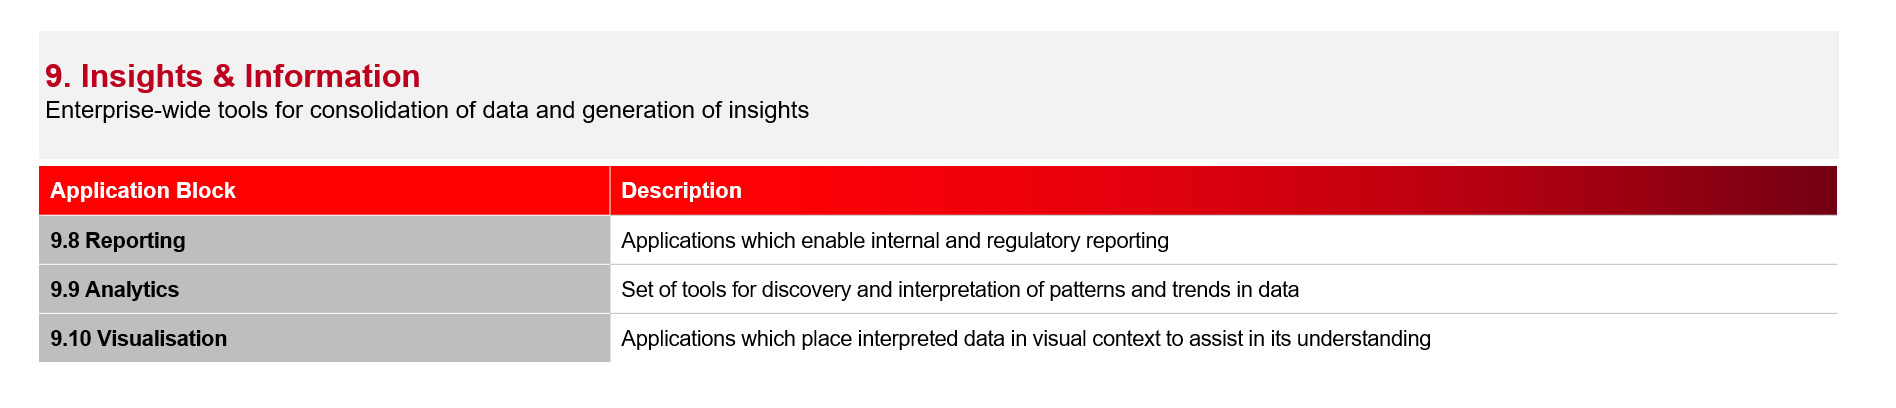 9. Insights & Information
Enterprise-wide tools for consolidation of data and generation of insights
Application Block Description
9.8 Reporting Applications which enable internal and regulatory reporting
9.9 Analytics Set of tools for discovery and interpretation of patterns and trends in data
9.10 Visualisation Applications which place interpreted data in visual context to assist in its understanding